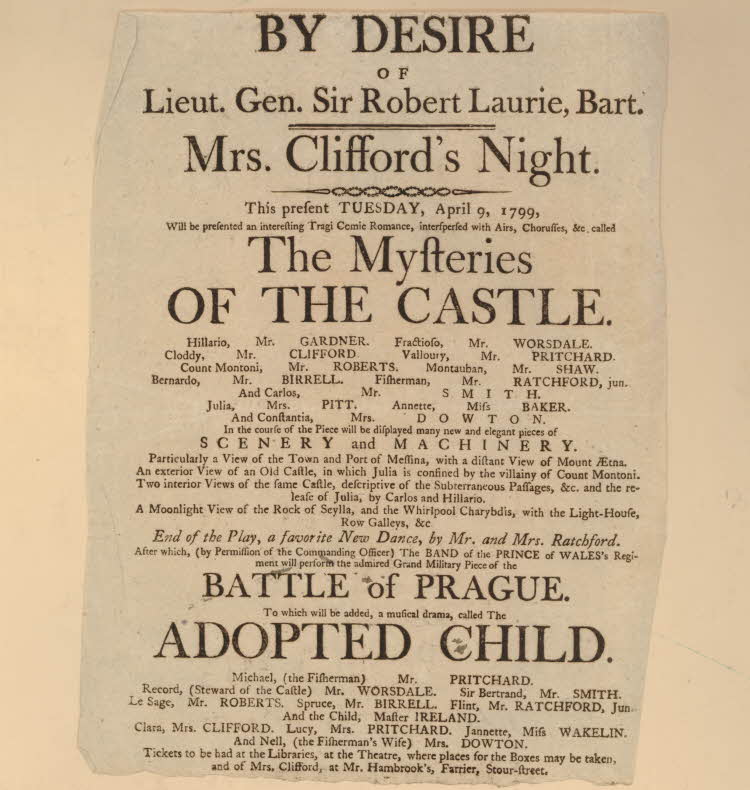 BY DESIRE
OF
Lieut. Gen. Sir Robert Laurie, Bart.
Mrs. Clifford's Night.
This preſent TUESDAY, April 9, 1799,
Will be preſented an intereſting Tragi Comic Romance, interſperſed with Airs, Choruſſes, &c. called
The Myſteries
OF THE CASTLE.
Hillario, Mr. GARDNER. Fractioſo, Mr. WORSDALE.
Cloddy, Mr. CLIFFORD Valloury, Mr. PRITCHARD.
Count Montoni, Mr. ROBERTS. Montauban, Mr. SHAW.
Bernardo, Mr. BIRRELL. Fiſherman, Mr. RATCHFORD, jun.
And Carlos, Mr. SMITH.
Julia, Mrs. PITT. Annette, Miſs BAKER.
And Conſtantia, Mrs. DOWTON.
In the courſe of the Piece will be diſplayed many new and elegant pieces of
SCENERY and MACHINERY.
Particularly a View of the Town and Port of Meſſina, with a diſtant View of Mount Ætna.
An exterior View of an Old Caſtle, in which Julia is confined by the villainy of Count Montoni.
Two interior Views of the ſame Caſtle, deſcriptive of the Subterraneous Paſſages, &c. and the re-
leaſe of Julia, by Carlos and Hillario.
A Moonlight View of the Rock of Scylla, and the Whirlpool Charybdis, with the Light-Houſe,
Row Galleys, &c
End of the Play, a favorite New Dance, by Mr. and Mrs. Ratchford.
After which, (by Permiſſion of the Commanding Officer) The BAND of the PRINCE of WALES's Regi-
ment will perform the admired Grand Military Piece of the
BATTLE of PRAGUE.
To which will be added, a muſical drama, called The
ADOPTED CHILD.
Michael, (the Fiſherman) Mr. PRITCHARD.
Record, (Steward of the Caſtle) Mr. WORSDALE. Sir Bertrand, Mr. SMITH.
Le Sage, Mr. ROBERTS. Spruce, Mr. BIRRELL. Flint, Mr. RATCHFORD, Jun
And the Child, Maſter IRELAND.
Clara, Mrs. CLIFFORD. Lucy, Mrs. PRITCHARD. Jannette, Miſs WAKELIN.
And Nell, (the Fiſherman's Wife) Mrs. DOWTON.
Tickets to be had at the Libraries, at the Theatre, where places for the Boxes may be taken,
and of Mrs. Clifford, at Mr. Hambrook's, Farrier, Stour-ſtreet.